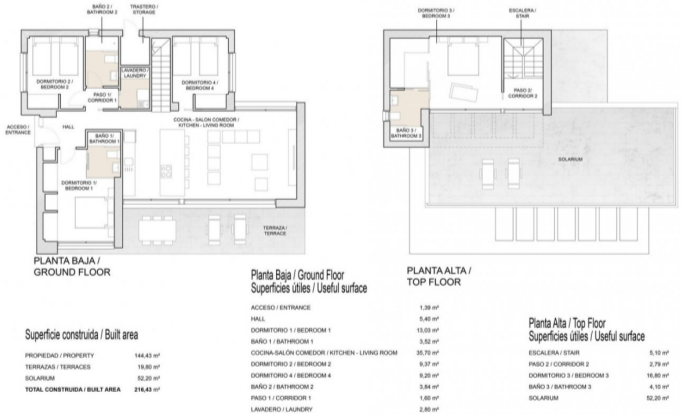 BAÑO 2 /
BATHROOM 2
TRASTERO /
STORAGE
DORMITORIO 2 /
BEDROOM 2
LAVADERO /
LAUNDRY
PASO 1/
CORRIDOR 1
DORMITORIO 4 /
BEDROOM 4
ACCESO /
ENTRANCE
HALL
COCINA - SALÓN COMEDOR /
KITCHEN - LIVING ROOM
BAÑO 1/
BATHROOM 1
DORMITORIO 1/
BEDROOM 1
TERRAZA /
TERRACE
PLANTA BAJA /
GROUND FLOOR
DORMITORIO 3 /
BEDROOM 3
ESCALERA /
STAIR
PASO 2/
CORRIDOR 2
BAÑO 3 /
BATHROOM 3
SOLARIUM
PLANTA ALTA /
TOP FLOOR
Superficie construida / Built area
PROPIEDAD / PROPERTY 144,43 m²
TERRAZAS / TERRACES 19,80 m²
SOLARIUM 52,20 m²
TOTAL CONSTRUIDA / BUILT AREA 216,43 m²
Planta Baja / Ground Floor
Superficies útiles / Useful surface
ACCESO / ENTRANCE 1,39 m²
HALL 5,40 m²
DORMITORIO 1 / BEDROOM 1 13,03 m²
BAÑO 1 / BATHROOM 1 3,52 m²
COCINA-SALÓN COMEDOR / KITCHEN - LIVING ROOM 35,70 m²
DORMITORIO 2 / BEDROOM 2 9,37 m²
DORMITORIO 4 / BEDROOM 4 9,20 m²
BAÑO 2 / BATHROOM 2 3,84 m²
PASO 1 / CORRIDOR 1 1,60 m²
LAVADERO / LAUNDRY 2,80 m²
Planta Alta / Top Floor
Superficies útiles / Useful surface
ESCALERA / STAIR 5,10 m²
PASO 2 / CORRIDOR 2 2,79 m²
DORMITORIO 3 / BEDROOM 3 16,80 m²
BAÑO 3 / BATHROOM 3 4,10 m²
SOLARIUM 52,20 m²